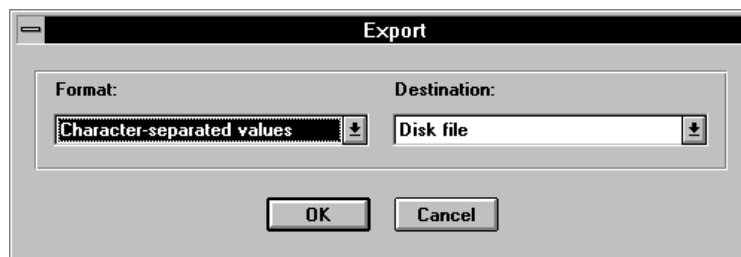 Export
Format: Destination:
Character-separated values Disk file
OK Cancel